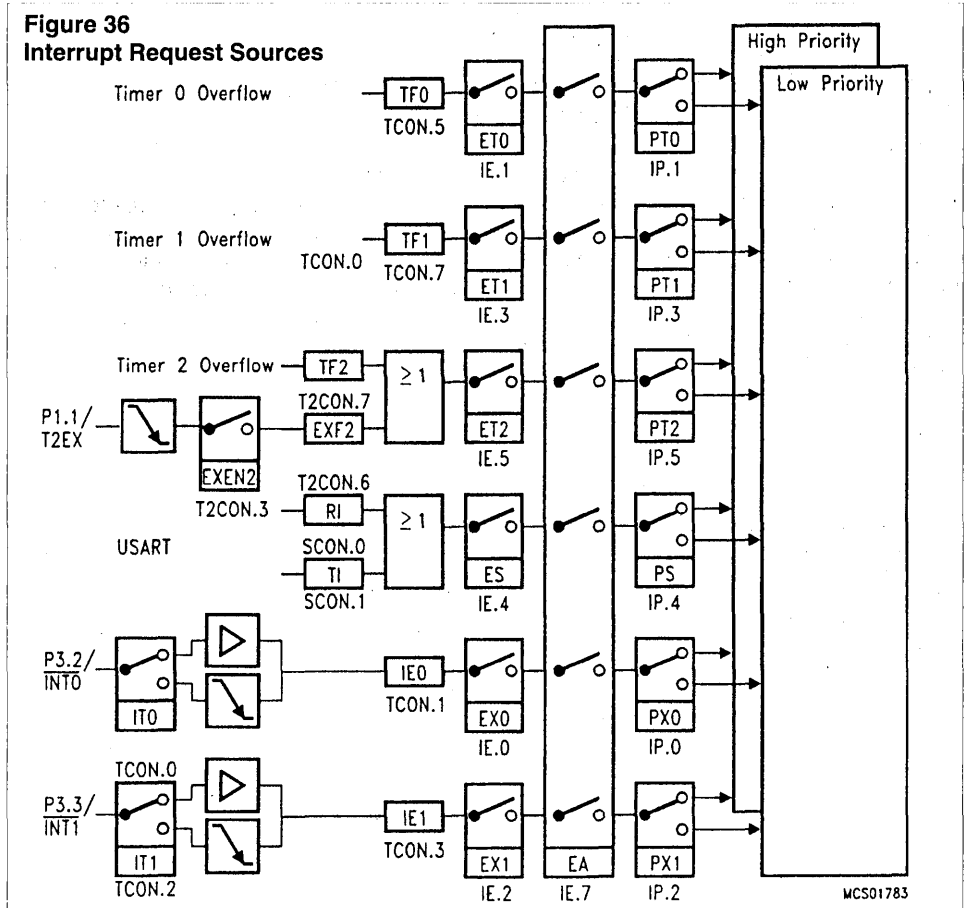 Figure 36
Interrupt Request Sources
High Priority
Low Priority
Timer 0 Overflow
TF0
TCON.5
ET0
IE.1
PT0
IP.1
Timer 1 Overflow
TCON.0
TF1
TCON.7
ET1
IE.3
PT1
IP.3
Timer 2 Overflow
TF2
T2CON.7
≥1
P1.1/
T2EX
EXEN2
T2CON.3
EXF2
T2CON.6
ET2
IE.5
PT2
IP.5
USART
RI
SCON.0
≥1
TI
SCON.1
ES
IE.4
PS
IP.4
P3.2/
INT0
IT0
TCON.0
IE0
TCON.1
EX0
IE.0
PX0
IP.0
P3.3/
INT1
IT1
TCON.2
IE1
TCON.3
EX1
IE.2
EA
IE.7
PX1
IP.2
MCS01783